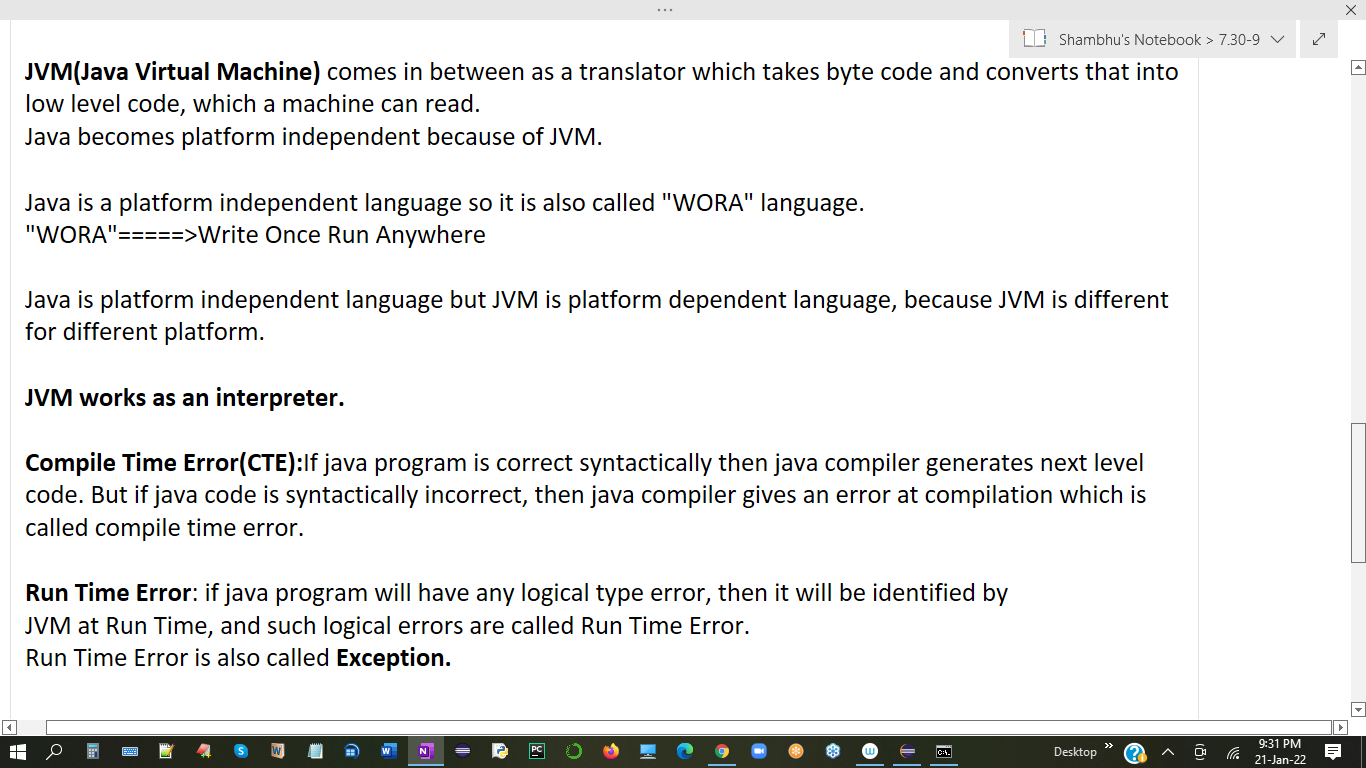 Shambhu's Notebook > 7.30-9
JVM(Java Virtual Machine) comes in between as a translator which takes byte code and converts that into
low level code, which a machine can read.
Java becomes platform independent because of JVM.
Java is a platform independent language so it is also called "WORA" language.
"WORA"=====>Write Once Run Anywhere
Java is platform independent language but JVM is platform dependent language, because JVM is different
for different platform.
JVM works as an interpreter.
Compile Time Error(CTE):If java program is correct syntactically then java compiler generates next level
code. But if java code is syntactically incorrect, then java compiler gives an error at compilation which is
called compile time error.
Run Time Error: if java program will have any logical type error, then it will be identified by
JVM at Run Time, and such logical errors are called Run Time Error.
Run Time Error is also called Exception.
Desktop
9:31 PM
21-Jan-22